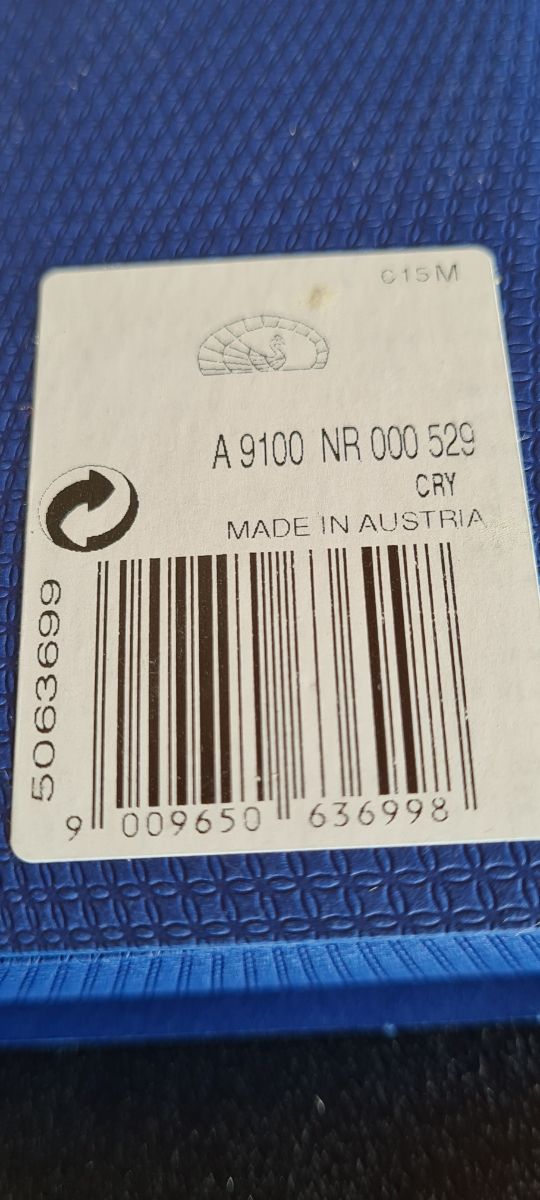 C15M
A 9100 NR 000 529
CRY
MADE IN AUSTRIA
5063699
9 009650 636998